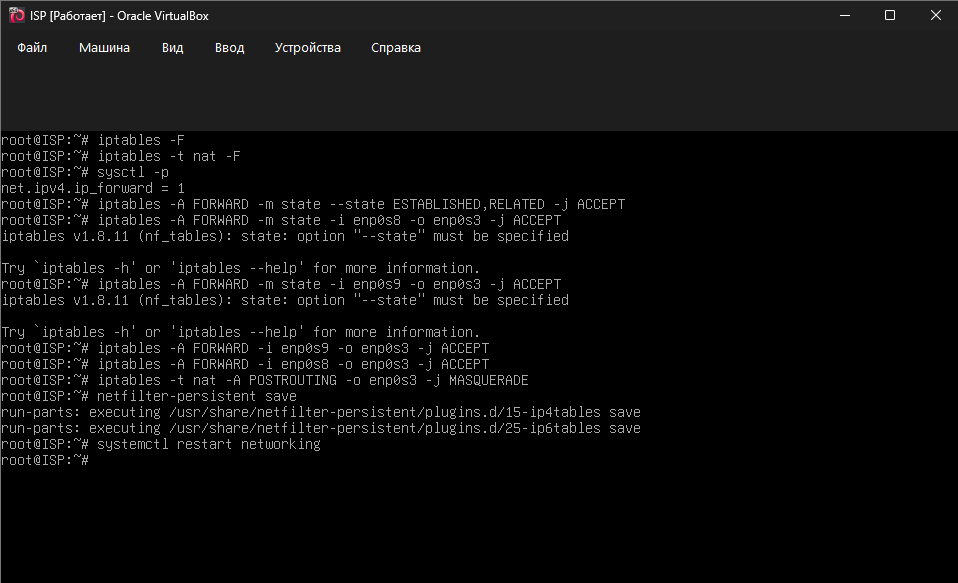 ISP [Работает] - Oracle VirtualBox
Файл Машина Вид Ввод Устройства Справка
root@ISP:~# iptables -F
root@ISP:~# iptables -t nat -F
root@ISP:~# sysctl -p
net.ipv4.ip_forward = 1
root@ISP:~# iptables -A FORWARD -m state --state ESTABLISHED,RELATED -j ACCEPT
root@ISP:~# iptables -A FORWARD -m state -i enp0s8 -o enp0s3 -j ACCEPT
iptables v1.8.11 (nf_tables): state: option "--state" must be specified
Try `iptables -h' or 'iptables --help' for more information.
root@ISP:~# iptables -A FORWARD -m state -i enp0s9 -o enp0s3 -j ACCEPT
iptables v1.8.11 (nf_tables): state: option "--state" must be specified
Try `iptables -h' or 'iptables --help' for more information.
root@ISP:~# iptables -A FORWARD -i enp0s9 -o enp0s3 -j ACCEPT
root@ISP:~# iptables -A FORWARD -i enp0s8 -o enp0s3 -j ACCEPT
root@ISP:~# iptables -t nat -A POSTROUTING -o enp0s3 -j MASQUERADE
root@ISP:~# netfilter-persistent save
run-parts: executing /usr/share/netfilter-persistent/plugins.d/15-ip4tables save
run-parts: executing /usr/share/netfilter-persistent/plugins.d/25-ip6tables save
root@ISP:~# systemctl restart networking
root@ISP:~#